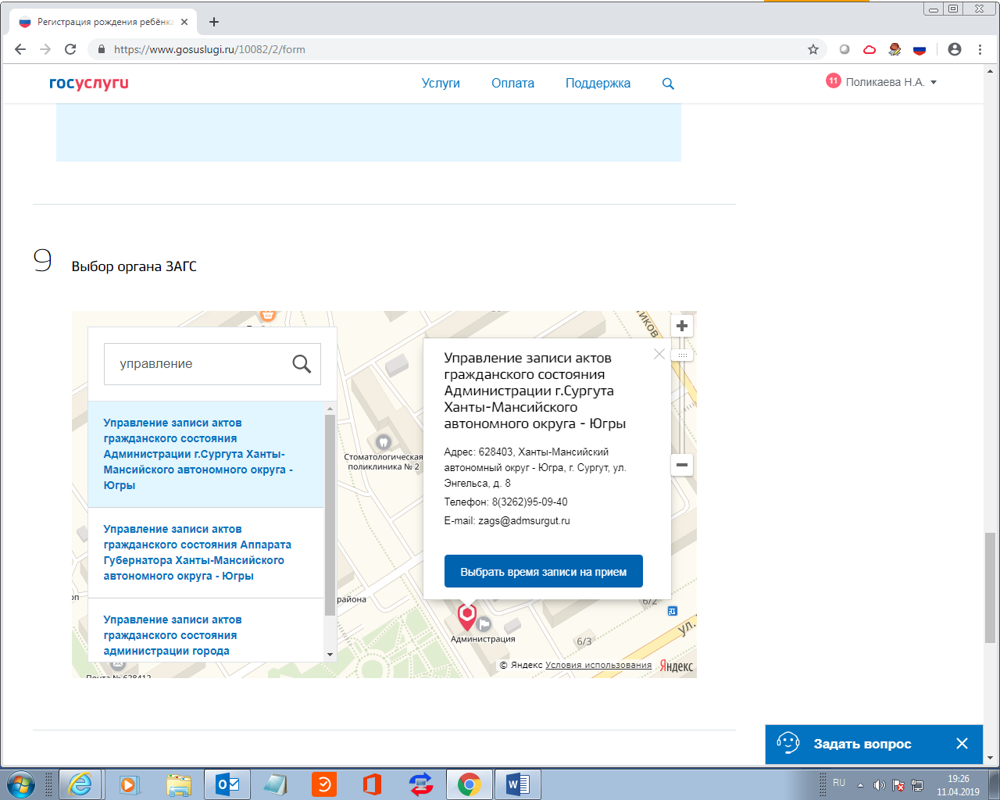 Регистрация рождения ребёнка
https://www.gosuslugi.ru/10082/2/form
госуслуги
Услуги
Оплата
Поддержка
11
Поликаева Н.А.
9
Выбор органа ЗАГС
управление
Управление записи актов
гражданского состояния
Администрации г.Сургута Ханты-
Мансийского автономного округа -
Югры
Управление записи актов
гражданского состояния Аппарата
Губернатора Ханты-Мансийского
автономного округа - Югры
Управление записи актов
гражданского состояния
администрации города
Стоматологическая
поликлиника № 2
района
Почта № 628412
Управление записи актов
гражданского состояния
Администрации г.Сургута
Ханты-Мансийского
автономного округа - Югры
Адрес: 628403, Ханты-Мансийский
автономный округ - Югра, г. Сургут, ул.
Энгельса, д. 8
Телефон: 8(3262)95-09-40
E-mail: zags@admsurgut.ru
Выбрать время записи на прием
6/2
Администрация
6/3
ул.
© Яндекс Условия использования
Яндекс
Задать вопрос
RU
19:26
11.04.2019